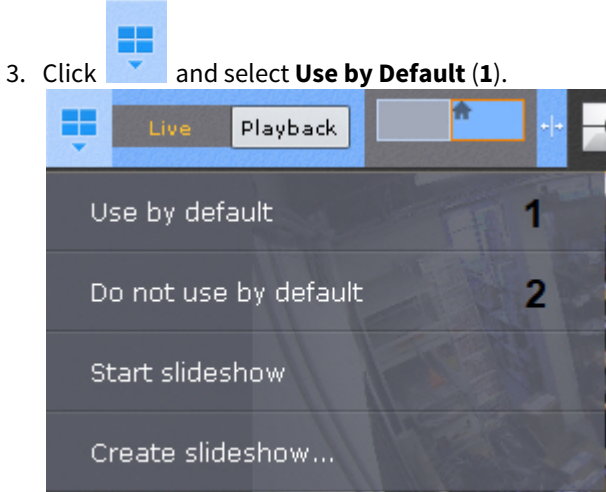 3. Click and select Use by Default (1).
Live Playback
Use by default 1
Do not use by default 2
Start slideshow
Create slideshow...